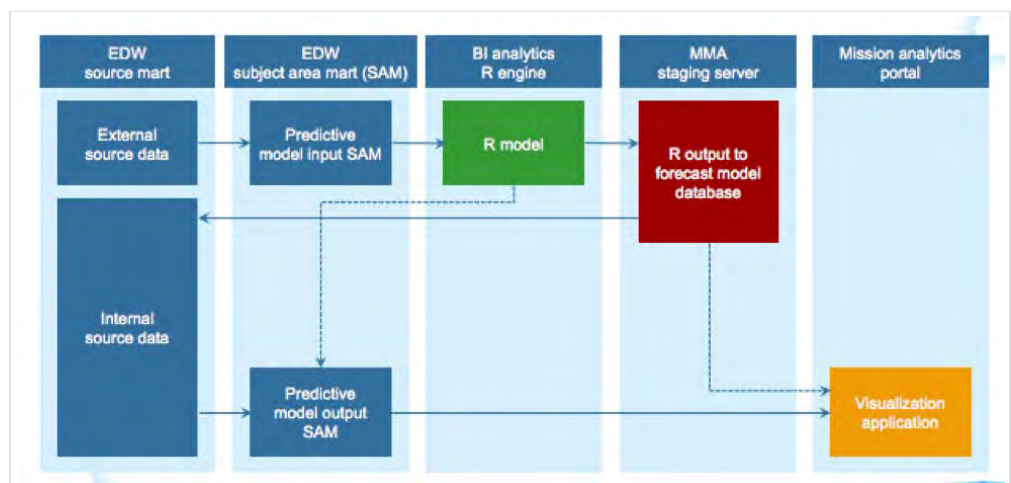 EDW
source mart
EDW
subject area mart (SAM)
BI analytics
R engine
MMA
staging server
Mission analytics
portal
External
source data
Predictive
model input SAM
R model
R output to
forecast model
database
Internal
source data
Predictive
model output
SAM
Visualization
application